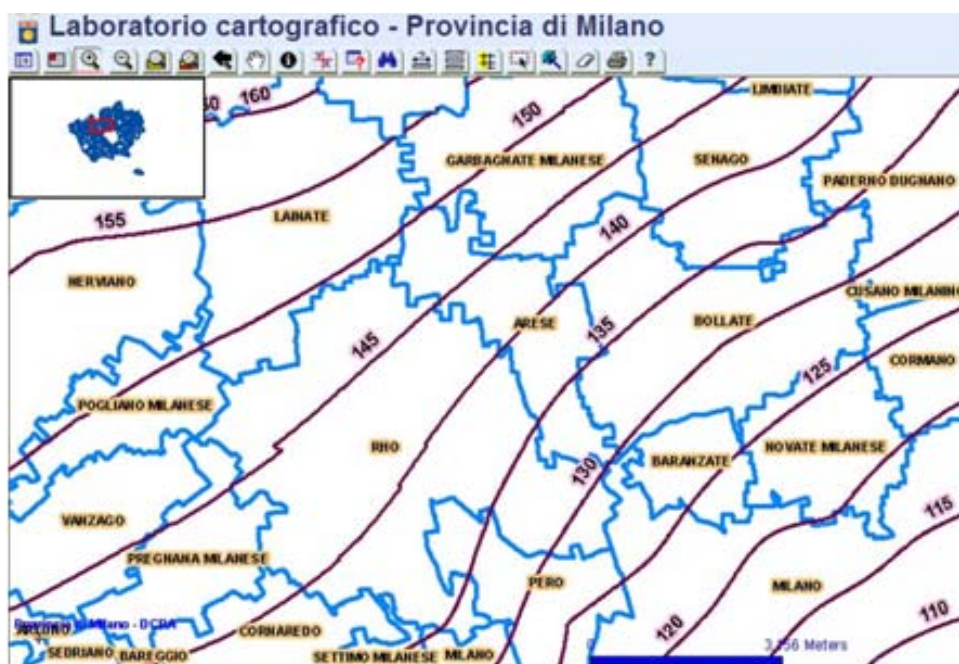 Laboratorio cartografico - Provincia di Milano
?
LIMBIATE
160
150
GARBAGNATE MILANESE
SENAGO
PADERNO DUGNANO
155
LAINATE
140
NERVIANO
CUSANO MILANINO
ARESE
BOLLATE
135
145
CORMANO
125
POGLIANO MILANESE
RHO
BARANZATE
NOVATE MILANESE
130
VANZAGO
115
PREGNANA MILANESE
PERO
MILANO
110
Milano - DCRA
CORNAREDO
120
SEDRIANO
BAREGGIO
SETTIMO MILANESE
MILANO
0
Meters